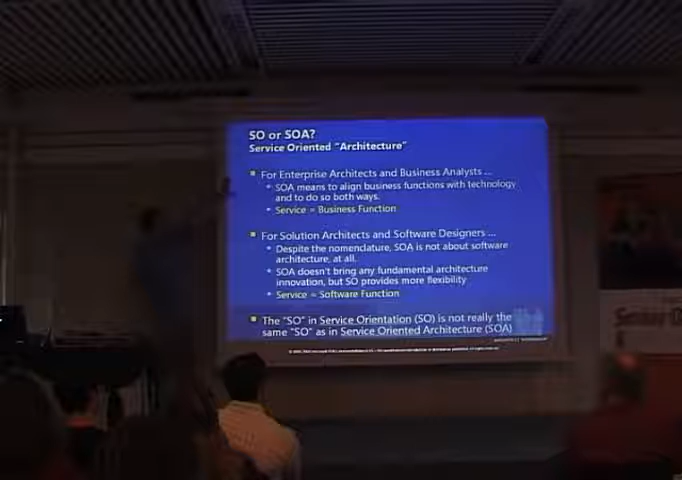 SO or SOA?
Service Oriented "Architecture"
For Enterprise Architects and Business Analysts ...
SOA means to align business functions with technology
and to do so both ways.
Service = Business Function
For Solution Architects and Software Designers ...
Despite the nomenclature, SOA is not about software
architecture, at all.
SOA doesn't bring any fundamental architecture
innovation, but SO provides more flexibility
Service = Software Function
The "SO" in Service Orientation (SO) is not really the
same "SO" as in Service Oriented Architecture (SOA)